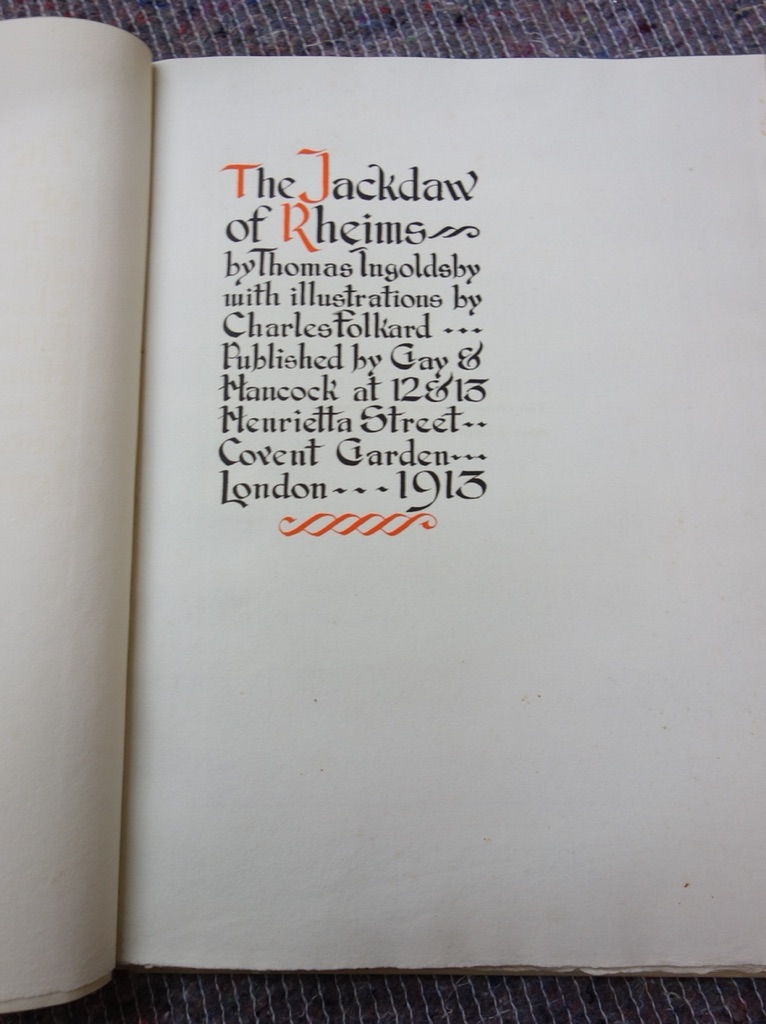 The Jackdaw
of Rheims
by Thomas Ingoldsby
with illustrations by
Charles Folkard ---
Published by Gay &
Hancock at 12 & 13
Henrietta Street--
Covent Garden---
London --- 1913